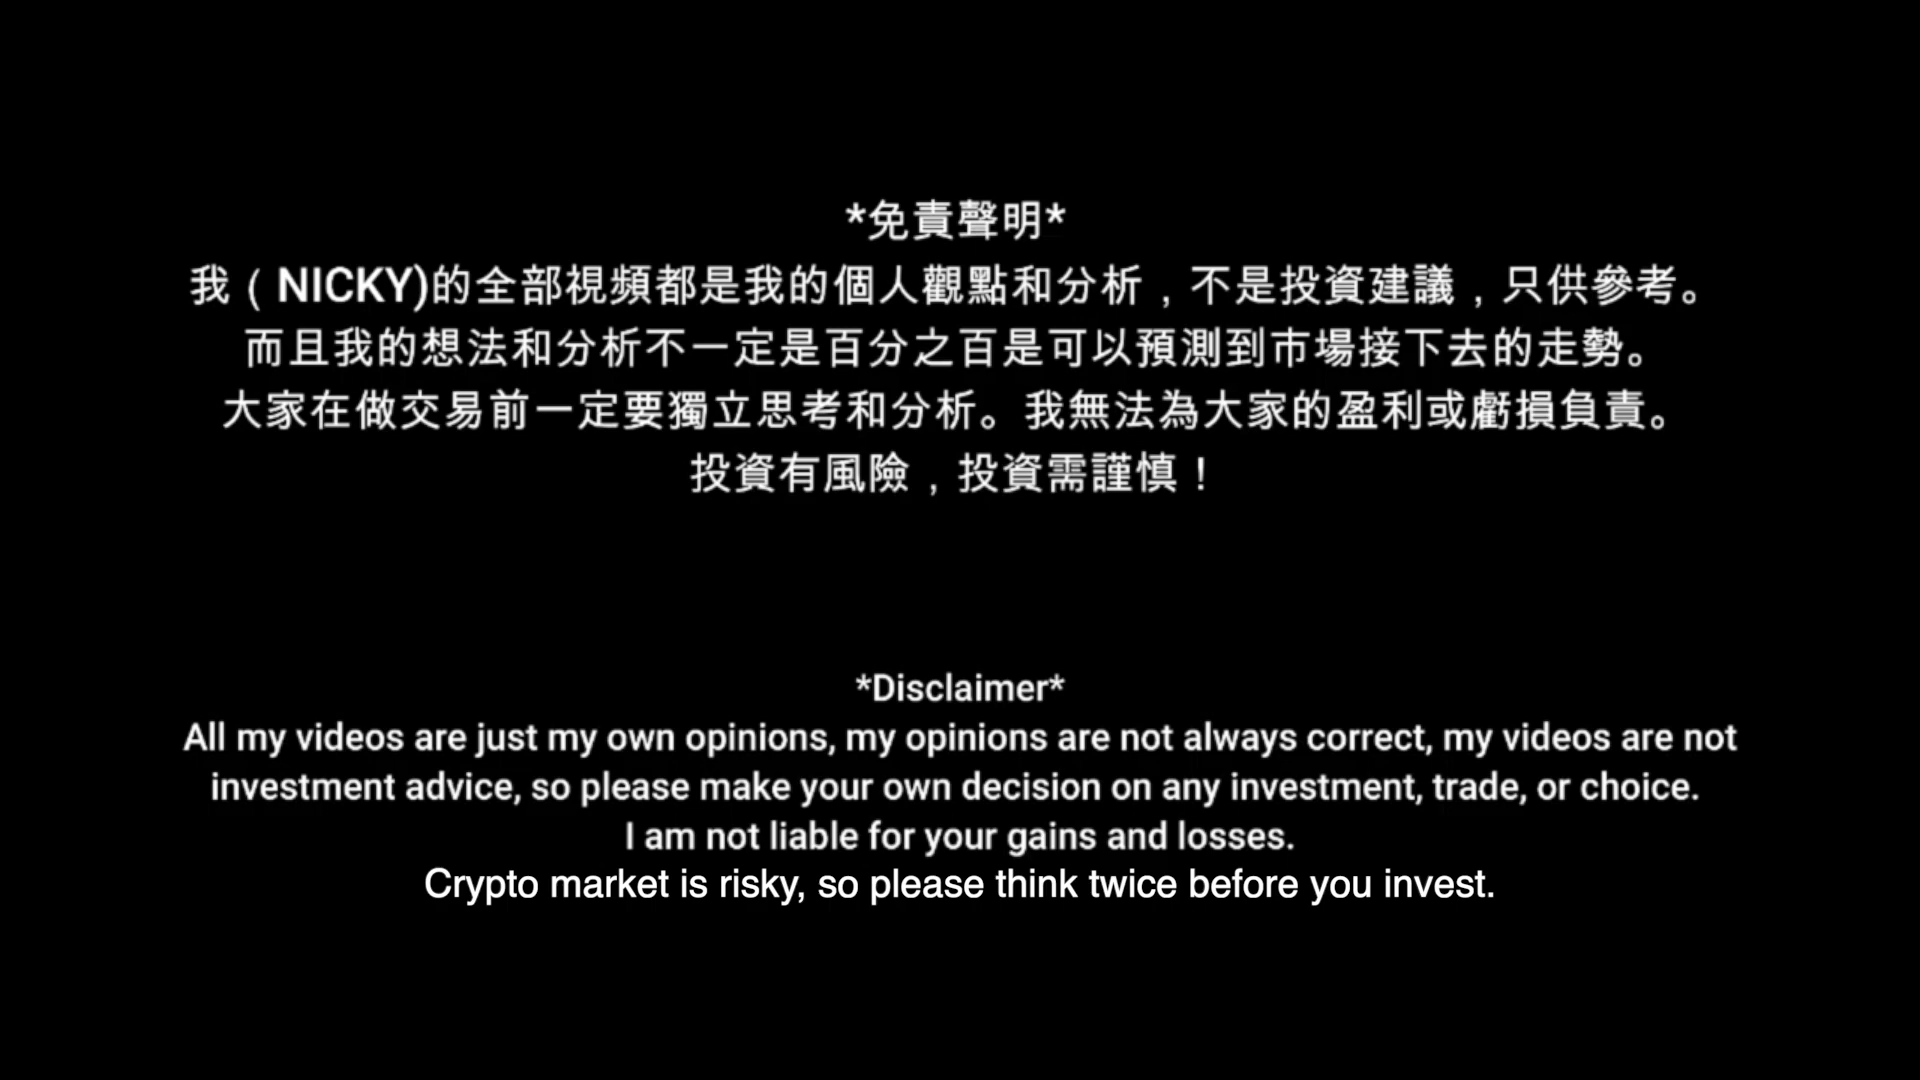 *免責聲明*
我（NICKY)的全部視頻都是我的個人觀點和分析，不是投資建議，只供參考。
而且我的想法和分析不一定是百分之百是可以預測到市場接下去的走勢。
大家在做交易前一定要獨立思考和分析。我無法為大家的盈利或虧損負責。
投資有風險，投資需謹慎！
*Disclaimer*
All my videos are just my own opinions, my opinions are not always correct, my videos are not
investment advice, so please make your own decision on any investment, trade, or choice.
I am not liable for your gains and losses.
Crypto market is risky, so please think twice before you invest.